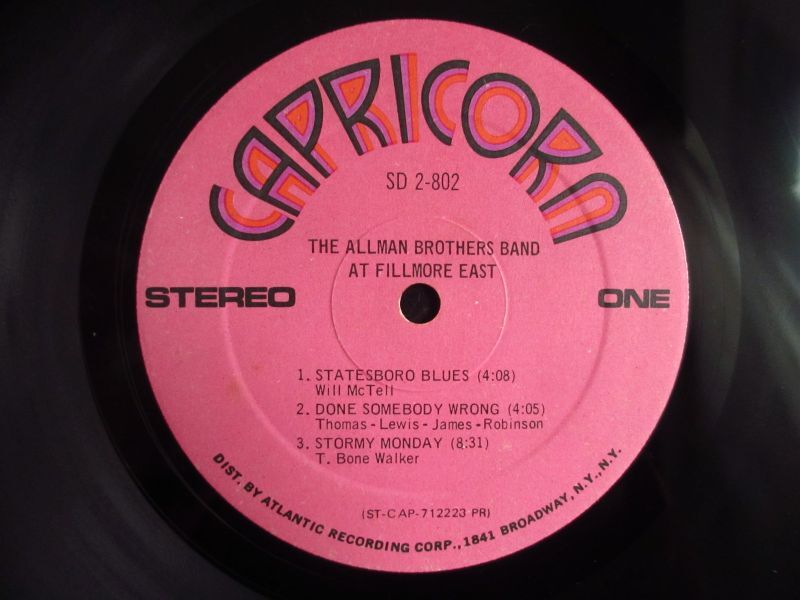 CAPRICORN
SD 2-802
THE ALLMAN BROTHERS BAND
AT FILLMORE EAST
STEREO
ONE
1. STATESBORO BLUES (4:08)
Will McTell
2. DONE SOMEBODY WRONG (4:05)
Thomas - Lewis - James - Robinson
3. STORMY MONDAY (8:31)
T. Bone Walker
(ST-CAP-712223 PR)
DIST. BY ATLANTIC RECORDING CORP., 1841 BROADWAY, N.Y., N.Y.